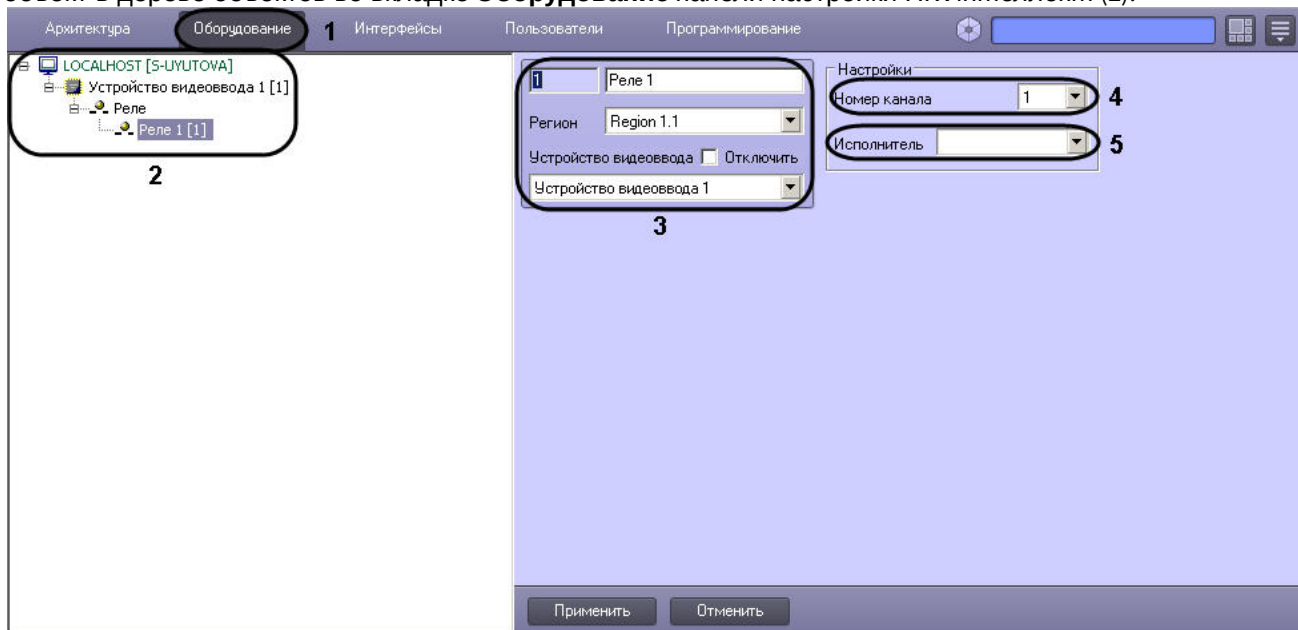 Архитектура Оборудование 1 Интерфейсы Пользователи Программирование
LOCALHOST [S-UYUTOVA]
Устройство видеоввода 1 [1]
Реле
Реле 1 [1]
2
1 Реле 1
Регион Region 1.1
Устройство видеоввода Отключить
Устройство видеоввода 1
3
Настройки
Номер канала 1 4
Исполнитель 5
Применить Отменить